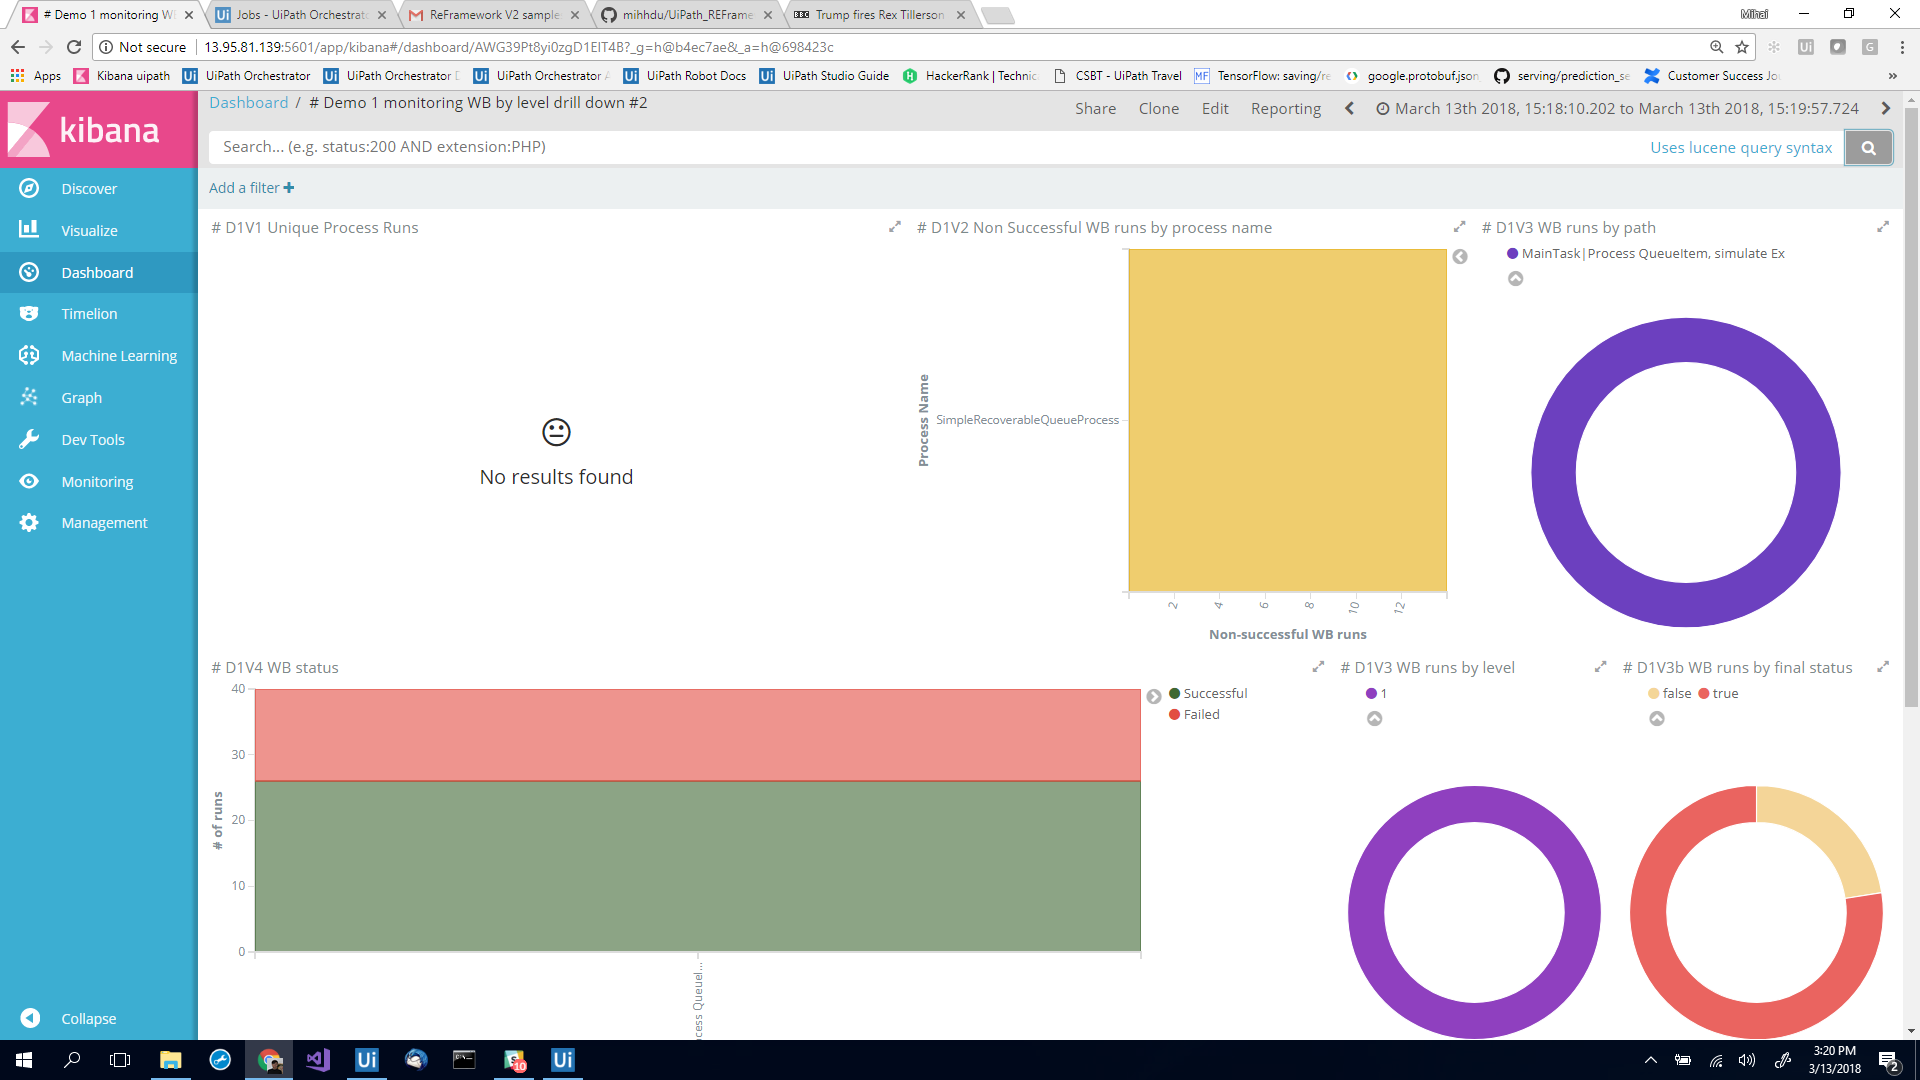 # Demo 1 monitoring W
Jobs - UiPath Orchestrat
ReFramework V2 sample
mihhdu/UiPath_REFrame
BBC Trump fires Rex Tillerson
Mihai
Not secure 13.95.81.139:5601/app/kibana#/dashboard/AWG39Pt8yi0zgD1EIT4B?_g=h@b4ec7ae&_a=h@698423c
Apps
Kibana uipath
UiPath Orchestrator
UiPath Orchestrator
UiPath Orchestrator
UiPath Robot Docs
UiPath Studio Guide
HackerRank | Technic
CSBT - UiPath Travel
MF TensorFlow: saving/re
google.protobuf.json
serving/prediction_se
Customer Success Jo
kibana
Discover
Visualize
Dashboard
Timelion
Machine Learning
Graph
Dev Tools
Monitoring
Management
Collapse
Dashboard / # Demo 1 monitoring WB by level drill down #2
Share Clone Edit Reporting March 13th 2018, 15:18:10.202 to March 13th 2018, 15:19:57.724
Search... (e.g. status:200 AND extension:PHP)
Uses lucene query syntax
Add a filter +
# D1V1 Unique Process Runs
No results found
# D1V2 Non Successful WB runs by process name
Process Name
SimpleRecoverableQueueProcess
2 4 6 8 10 12
Non-successful WB runs
# D1V3 WB runs by path
MainTask|Process QueueItem, simulate Ex
# D1V4 WB status
# of runs
40
30
20
10
0
cess Queuel...
Successful
Failed
# D1V3 WB runs by level
1
# D1V3b WB runs by final status
false true
Ui
Ui
10
3:20 PM
3/13/2018
2